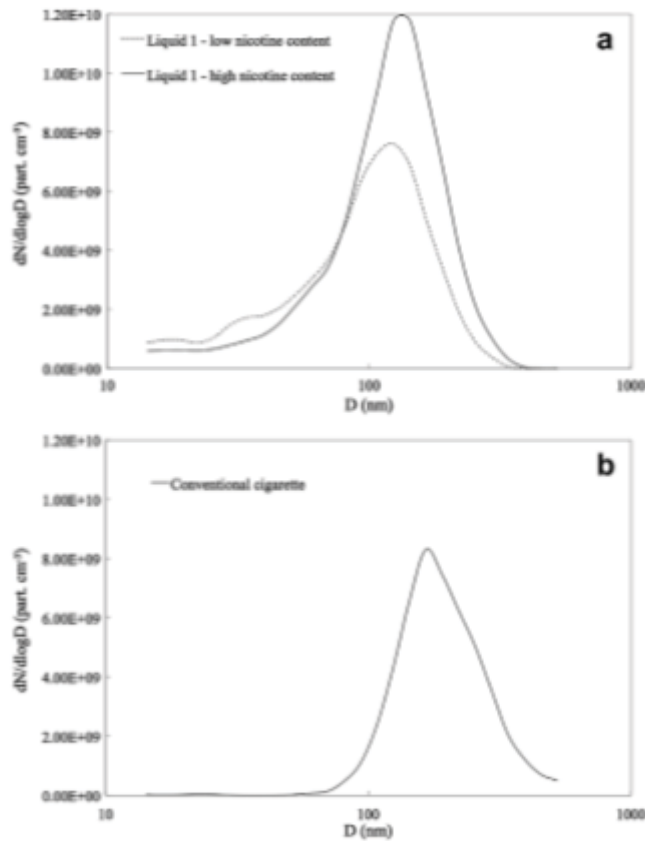 a
Liquid 1 - low nicotine content
Liquid 1 - high nicotine content
1.20E+10
1.00E+10
8.00E+09
6.00E+09
4.00E+09
2.00E+09
0.00E+00
dN/dlogD (part. cm⁻³)
10
100
1000
D (nm)
b
Conventional cigarette
1.20E+10
1.00E+10
8.00E+09
6.00E+09
4.00E+09
2.00E+09
0.00E+00
dN/dlogD (part. cm⁻³)
10
100
1000
D (nm)